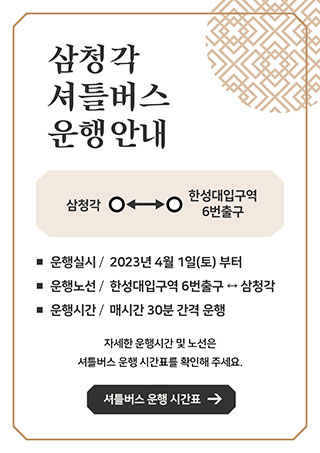 삼청각
셔틀버스
운행안내
삼청각 ↔ 한성대입구역
6번출구
■ 운행실시 / 2023년 4월 1일(토) 부터
■ 운행노선 / 한성대입구역 6번출구 ↔ 삼청각
■ 운행시간 / 매시간 30분 간격 운행
자세한 운행시간 및 노선은
셔틀버스 운행 시간표를 확인해 주세요.
셔틀버스 운행 시간표 →